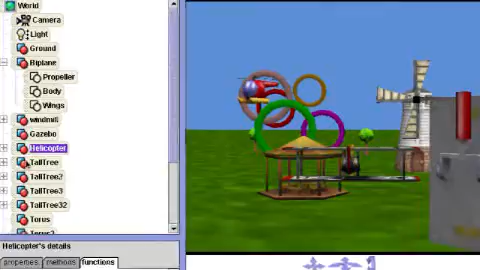 World
Camera
Light
Ground
Biplane
Propeller
Body
Wings
windmill
Gazebo
Helicopter
TallTree
TallTree2
TallTree3
TallTree32
Torus
Torus2
Helicopter's details
properties methods functions